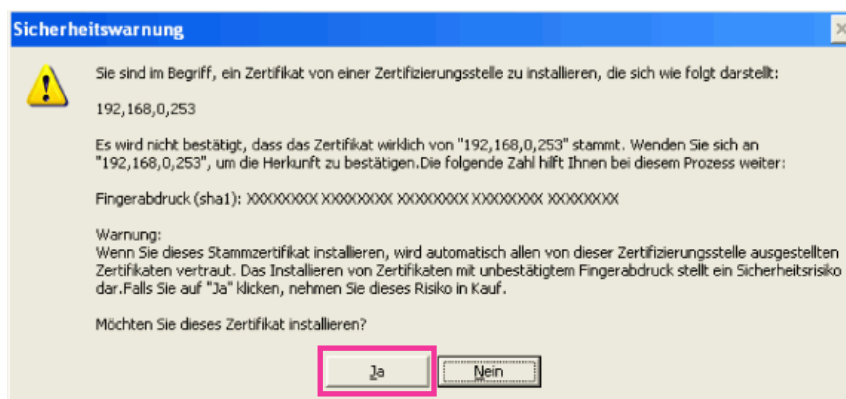 Sicherheitswarnung
Sie sind im Begriff, ein Zertifikat von einer Zertifizierungsstelle zu installieren, die sich wie folgt darstellt:
192,168,0,253
Es wird nicht bestätigt, dass das Zertifikat wirklich von "192,168,0,253" stammt. Wenden Sie sich an
"192,168,0,253", um die Herkunft zu bestätigen.Die folgende Zahl hilft Ihnen bei diesem Prozess weiter:
Fingerabdruck (sha1): XXXXXXXX XXXXXXXX XXXXXXXX XXXXXXXX XXXXXXXX
Warnung:
Wenn Sie dieses Stammzertifikat installieren, wird automatisch allen von dieser Zertifizierungsstelle ausgestellten
Zertifikaten vertraut. Das Installieren von Zertifikaten mit unbestätigtem Fingerabdruck stellt ein Sicherheitsrisiko
dar.Falls Sie auf "Ja" klicken, nehmen Sie dieses Risiko in Kauf.
Möchten Sie dieses Zertifikat installieren?
Ja Nein